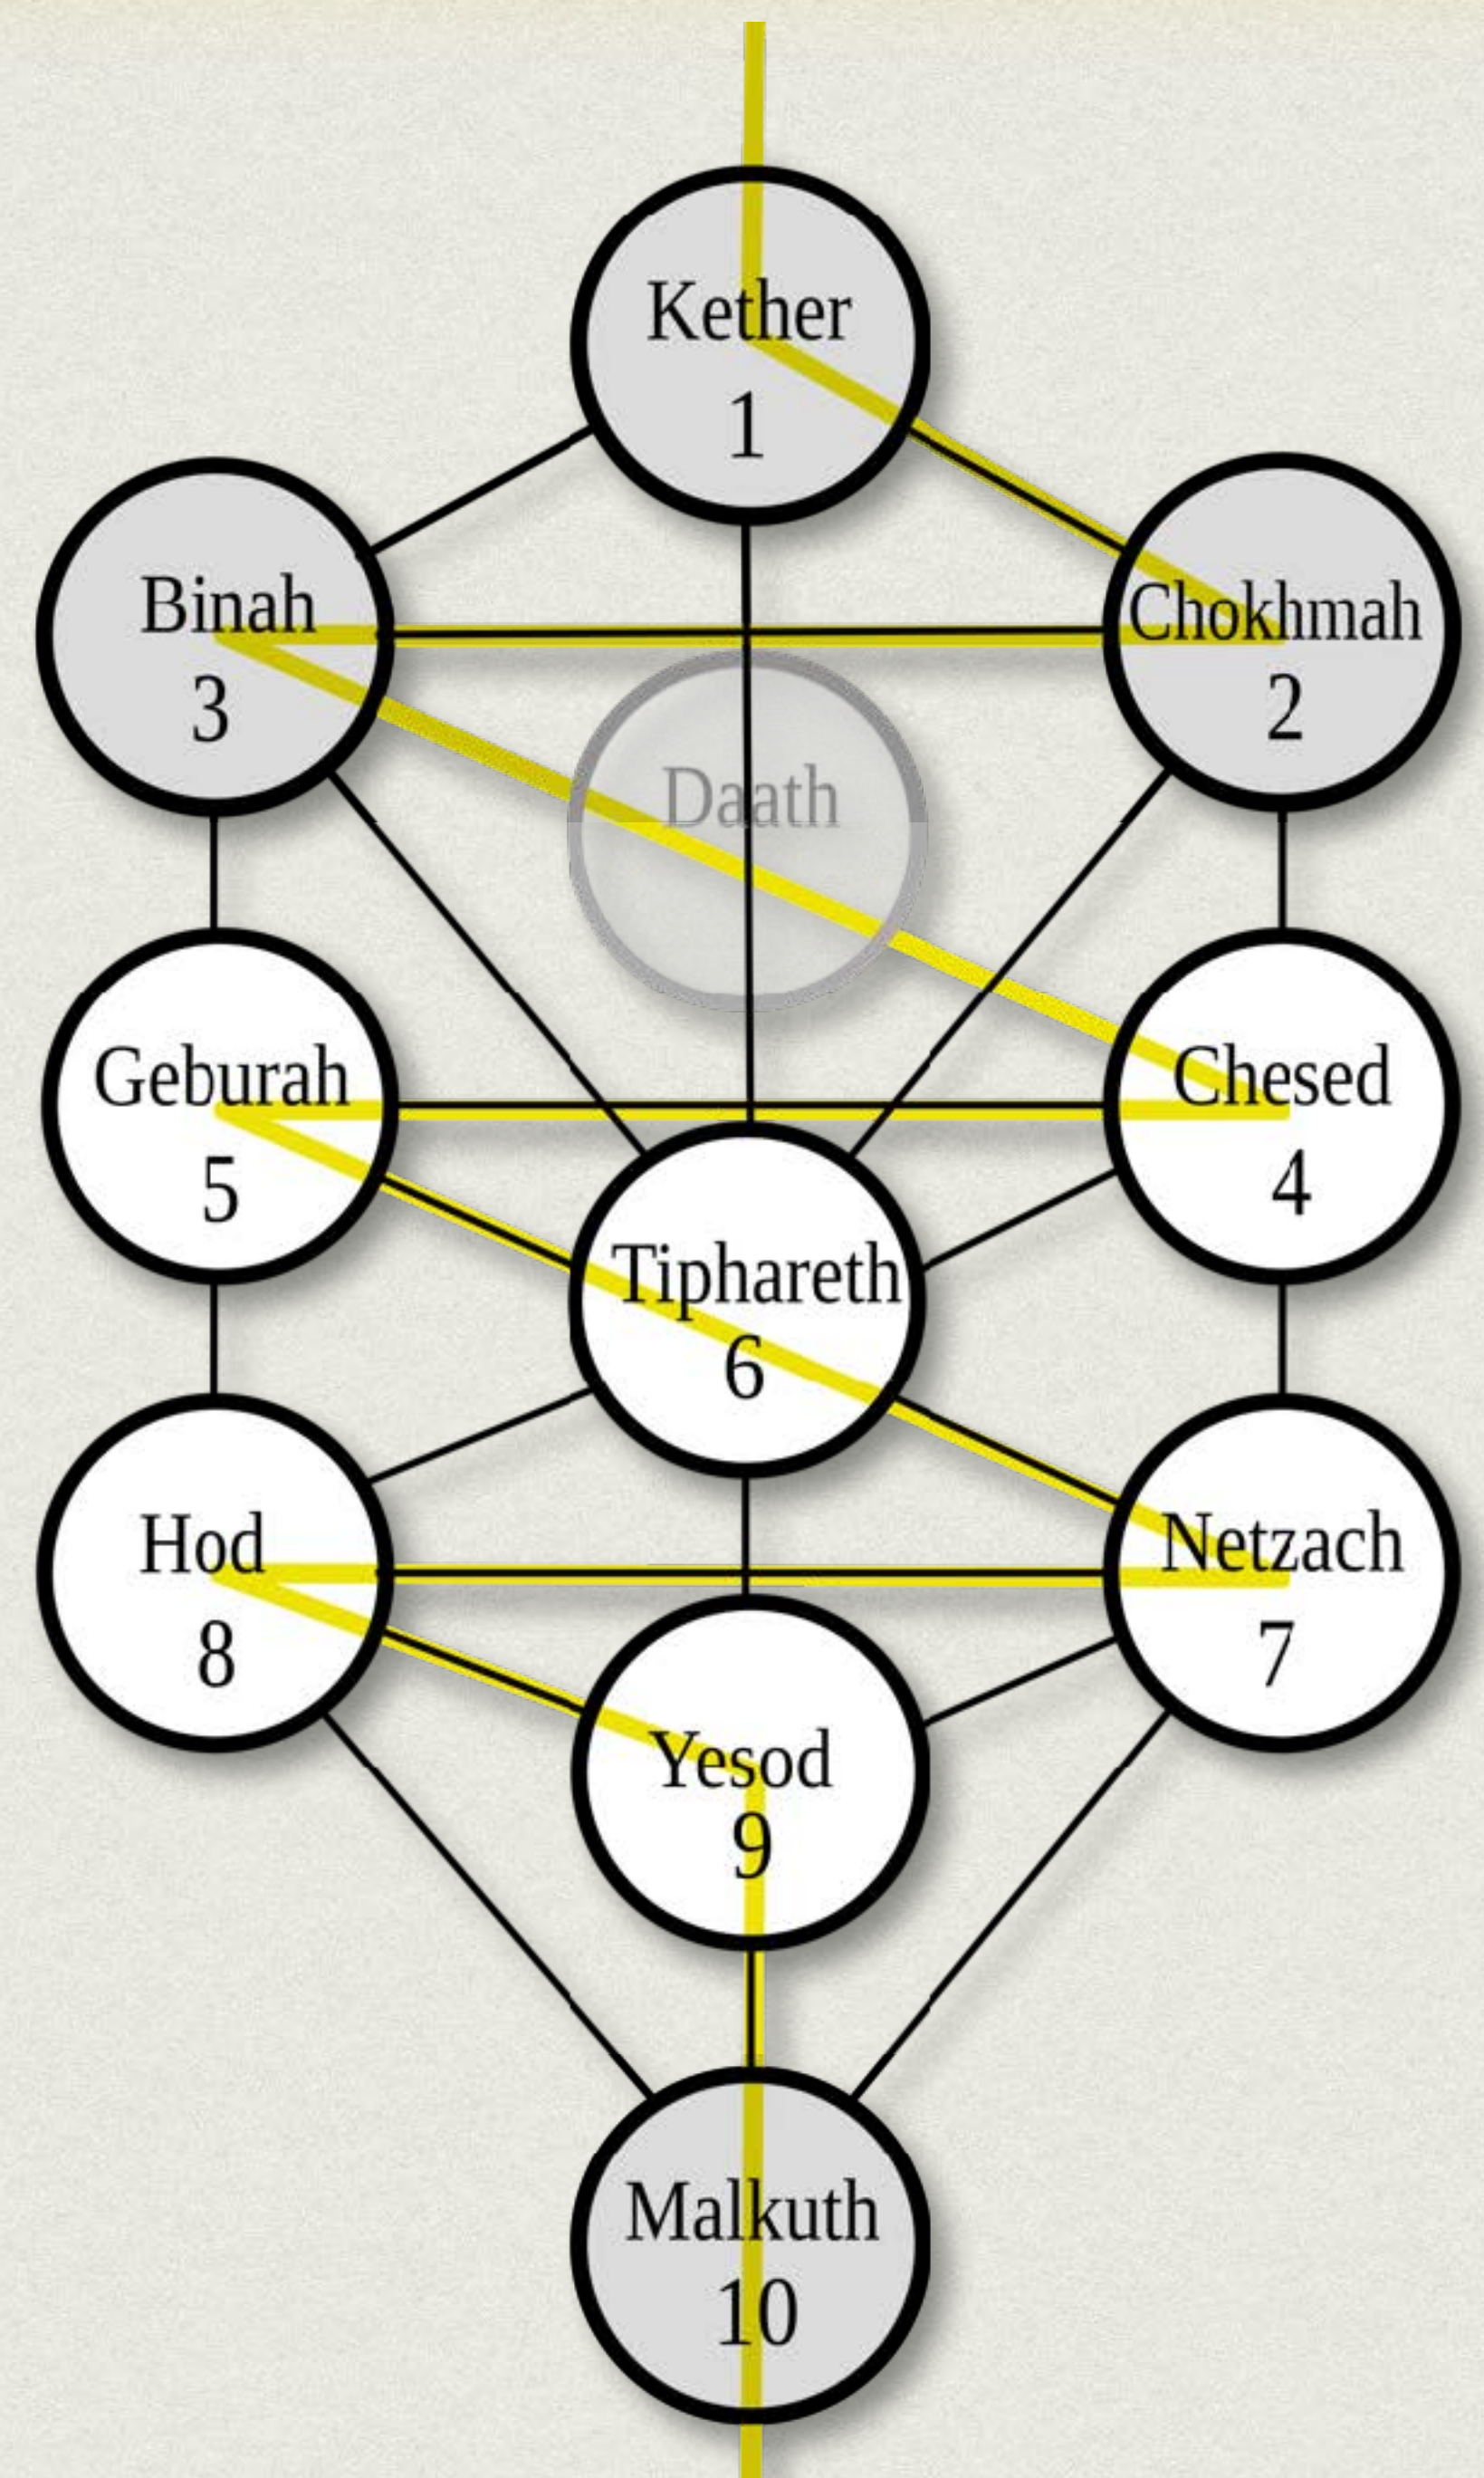 Kether
1
Binah
3
Chokhmah
2
Daath
Geburah
5
Chesed
4
Tiphareth
6
Hod
8
Netzach
7
Yesod
9
Malkuth
10